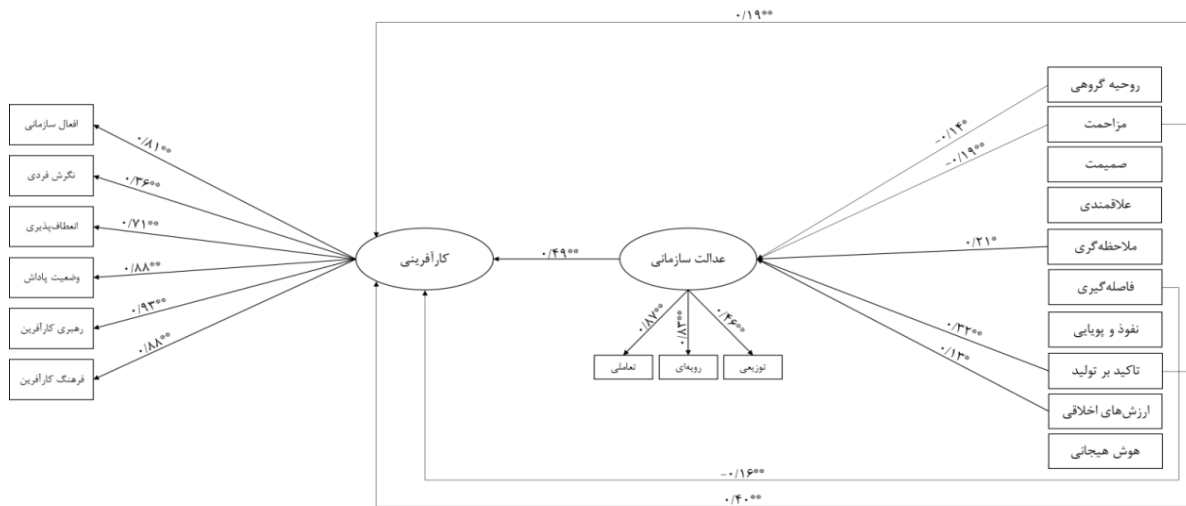 ۰/۱۹**
روحیه گروهی
مزاحمت
صمیمت
علاقمندی
ملاحظه‌گری
فاصله‌گیری
نفوذ و پویایی
تاکید بر تولید
ارزش‌های اخلاقی
هوش هیجانی
-۰/۱۴*
-۰/۱۹**
۰/۲۱*
۰/۳۲**
۰/۱۳*
عدالت سازمانی
۰/۴۶**
۰/۸۳**
۰/۸۷**
توزیعی
رویه‌ای
تعاملی
۰/۴۹**
کارآفرینی
۰/۸۱**
۰/۳۶**
۰/۷۱**
۰/۸۸**
۰/۹۳**
۰/۸۸**
افعال سازمانی
نگرش فردی
انعطاف‌پذیری
وضعیت پاداش
رهبری کارآفرین
فرهنگ کارآفرین
-۰/۱۶**
۰/۴۰**